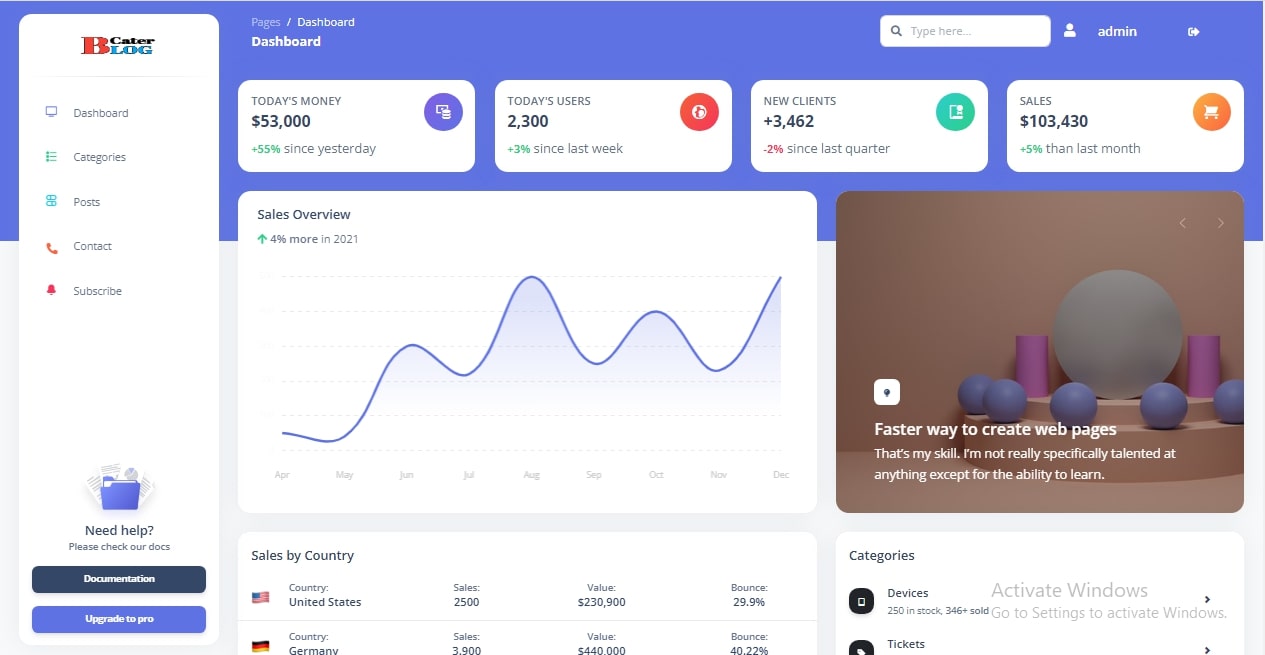 B Cater
LOG
Dashboard
Categories
Posts
Contact
Subscribe
Need help?
Please check our docs
Documentation
Upgrade to pro
Pages / Dashboard
Dashboard
Type here...
admin
TODAY'S MONEY
$53,000
+55% since yesterday
TODAY'S USERS
2,300
+3% since last week
NEW CLIENTS
+3,462
-2% since last quarter
SALES
$103,430
+5% than last month
Sales Overview
4% more in 2021
Apr May Jun Jul Aug Sep Oct Nov Dec
Faster way to create web pages
That's my skill. I'm not really specifically talented at
anything except for the ability to learn.
Sales by Country
Country: Sales: Value: Bounce:
United States 2500 $230,900 29.9%
Country: Sales: Value: Bounce:
Germany 3,900 $440,000 40.22%
Categories
Devices
250 in stock, 346+ sold
Tickets
Activate Windows
Go to Settings to activate Windows.